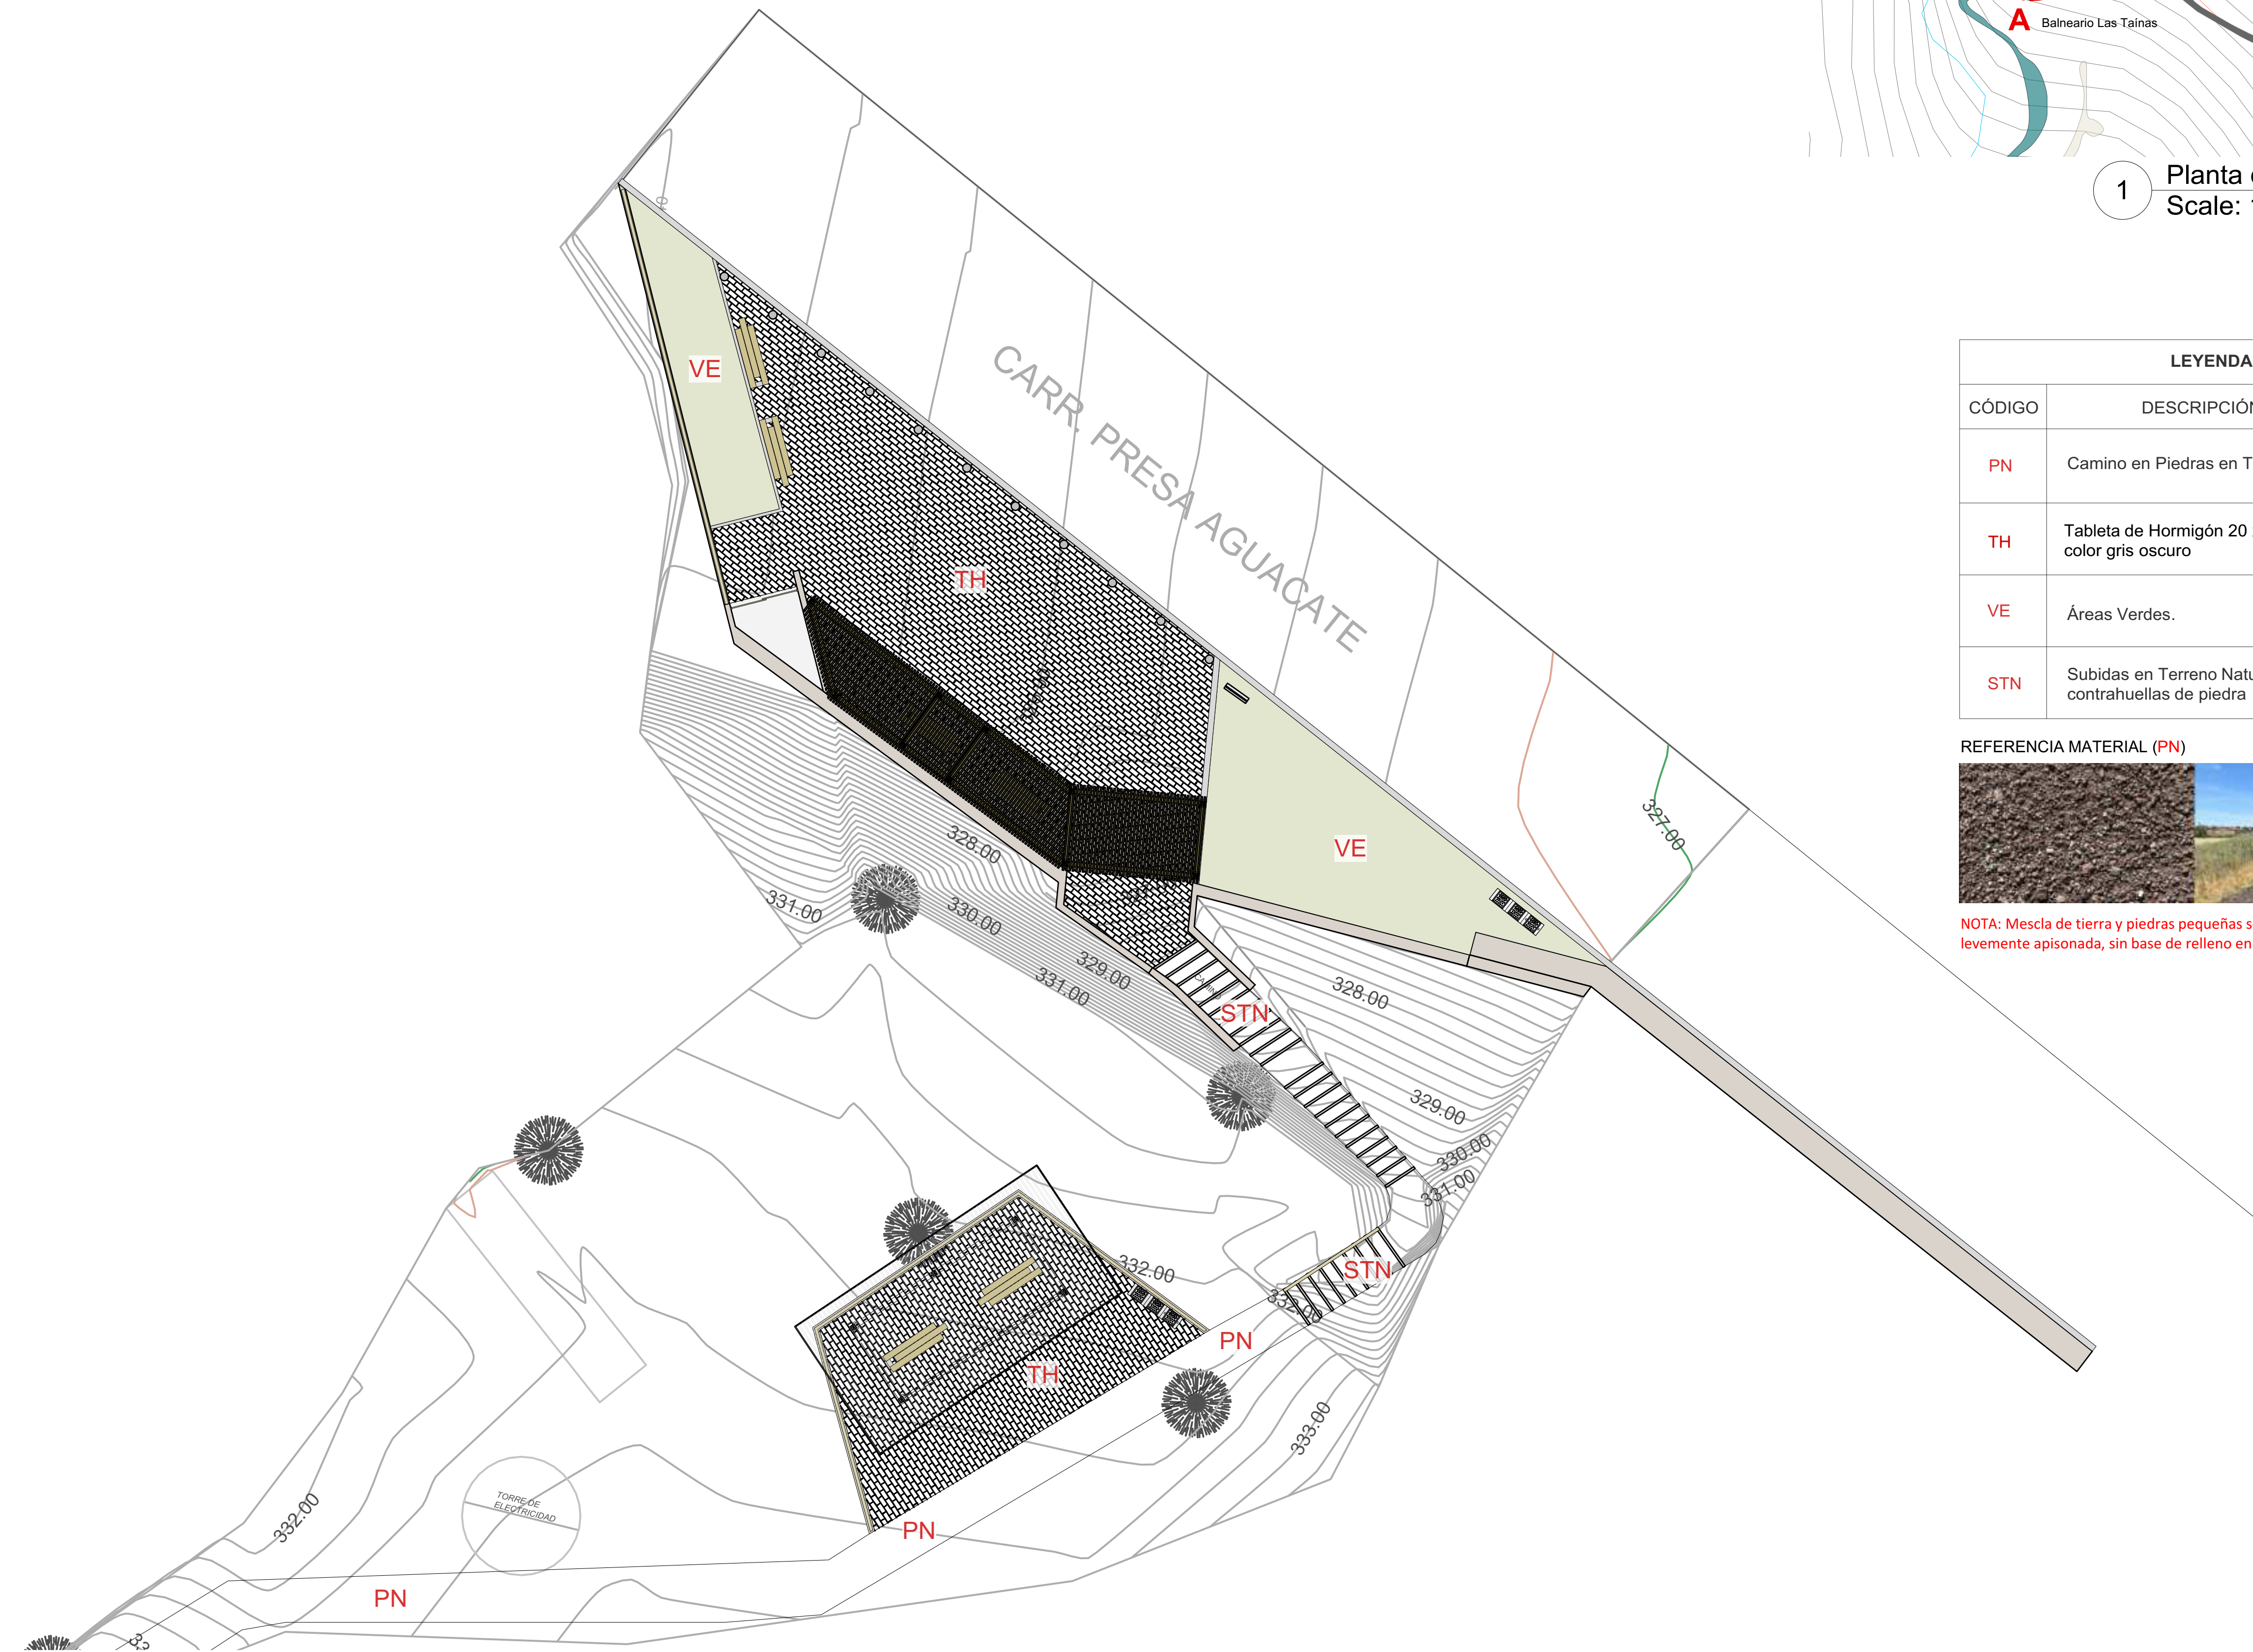 A Balneario Las Taínas
1
Planta
Scale:
LEYENDA
CÓDIGO
DESCRIPCIÓN
PN
Camino en Piedras en
TH
Tableta de Hormigón 20
color gris oscuro
VE
Áreas Verdes.
STN
Subidas en Terreno
contrahuellas de piedra
REFERENCIA MATERIAL (PN)
NOTA: Mescla de tierra y piedras pequeñas
levemente apisonada, sin base de relleno en
CARR. PRESA AGUACATE
VE
TH
VE
327.00
328.00
331.00
330.00
329.00
331.00
328.00
STN
329.00
330.00
331.00
332.00
STN
332.00
PN
TH
333.00
TORRE DE
ELECTRICIDAD
332.00
PN
PN